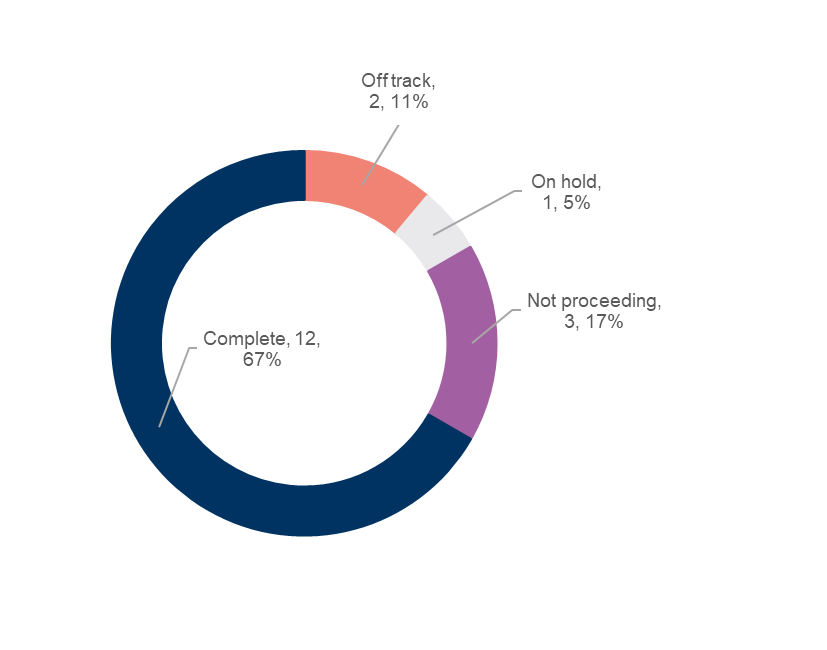 Off track,
2, 11%
On hold,
1, 5%
Not proceeding,
3, 17%
Complete, 12,
67%